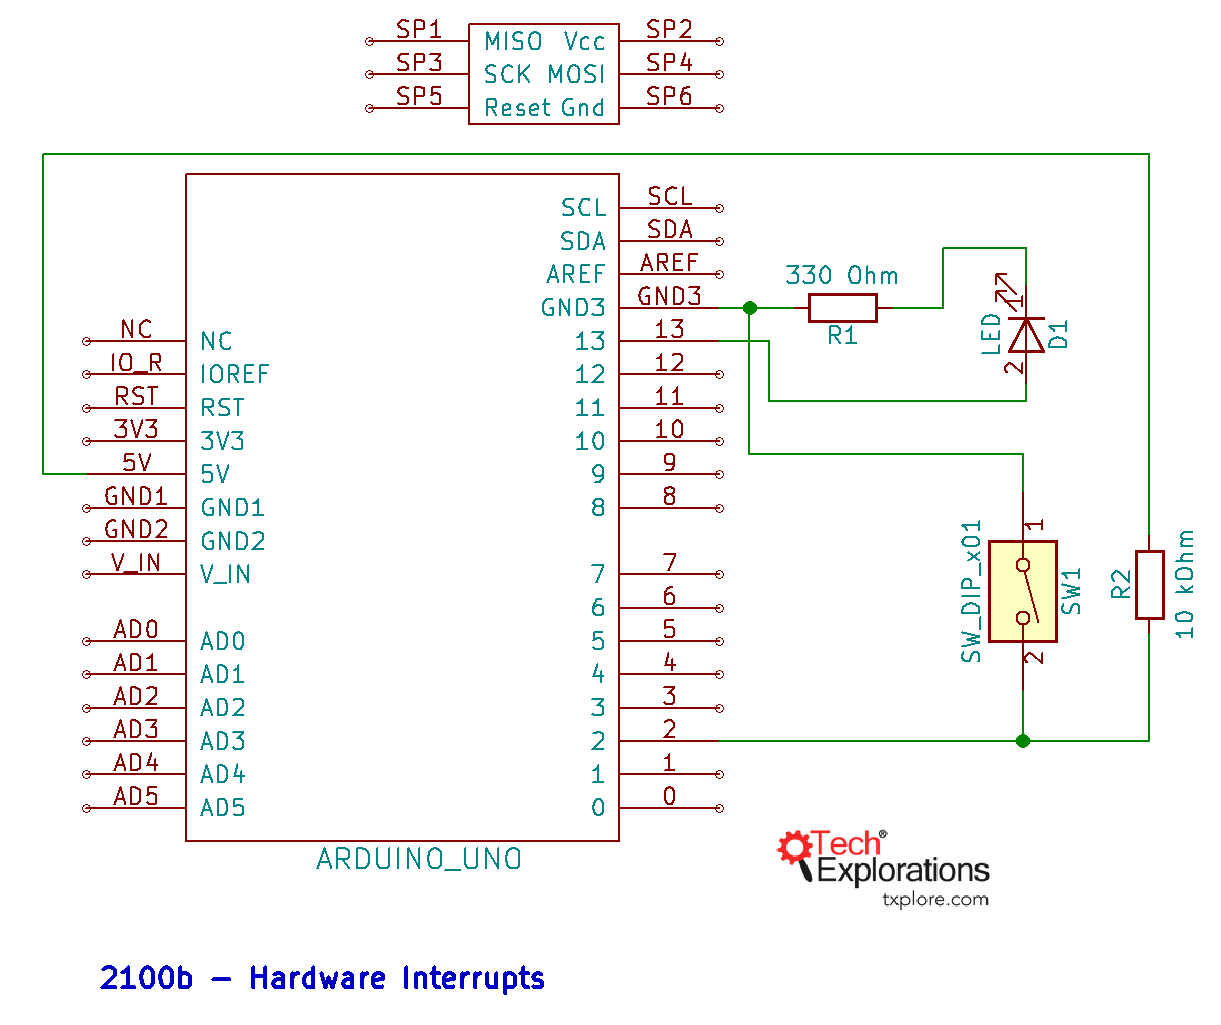 SP1 MISO Vcc SP2
SP3 SCK MOSI SP4
SP5 Reset Gnd SP6
SCL SCL
SDA SDA
AREF AREF
GND3 GND3
330 Ohm
R1
LED
1
2
D1
NC NC 13 13
IO_R IOREF 12 12
RST RST 11 11
3V3 3V3 10 10
5V 5V 9 9
GND1 GND1 8 8
GND2 GND2
V_IN V_IN 7 7
6 6
AD0 AD0 5 5
AD1 AD1 4 4
AD2 AD2 3 3
AD3 AD3 2 2
AD4 AD4 1 1
AD5 AD5 0 0
SW_DIP_x01
1
2
SW1
R2
10 kOhm
ARDUINO_UNO
Tech®
Explorations
txplore.com
2100b - Hardware Interrupts